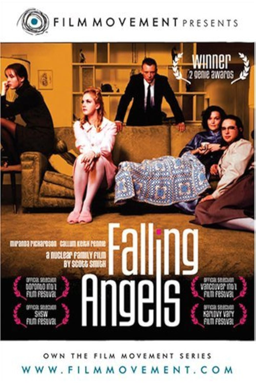 FILM MOVEMENT PRESENTS
WINNER
2 GENIE AWARDS
MIRANDA RICHARDSON CALLUM KEITH RENNIE
Falling
Angels
A NUCLEAR FAMILY FILM
BY SCOTT SMITH
OFFICIAL SELECTION
TORONTO INT'L
FILM FESTIVAL
OFFICIAL SELECTION
VANCOUVER INT'L
FILM FESTIVAL
OFFICIAL SELECTION
FILM FESTIVAL
OFFICIAL SELECTION
KARLOVY VARY
FILM FESTIVAL
OWN THE FILM MOVEMENT SERIES
WWW.FILMMOVEMENT.COM